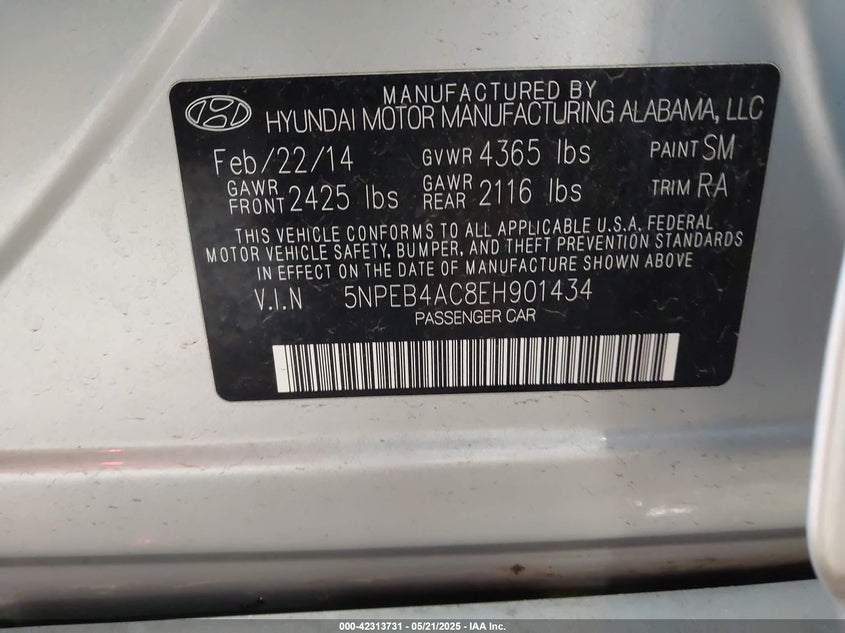 MANUFACTURED BY
HYUNDAI MOTOR MANUFACTURING ALABAMA, LLC
Feb/22/14 GVWR 4365 lbs PAINT SM
GAWR FRONT 2425 lbs GAWR REAR 2116 lbs TRIM RA
THIS VEHICLE CONFORMS TO ALL APPLICABLE U.S.A. FEDERAL
MOTOR VEHICLE SAFETY, BUMPER, AND THEFT PREVENTION STANDARDS
IN EFFECT ON THE DATE OF MANUFACTURE SHOWN ABOVE
V.I.N 5NPEB4AC8EH901434
PASSENGER CAR
000-42313731 - 05/21/2025 - IAA Inc.